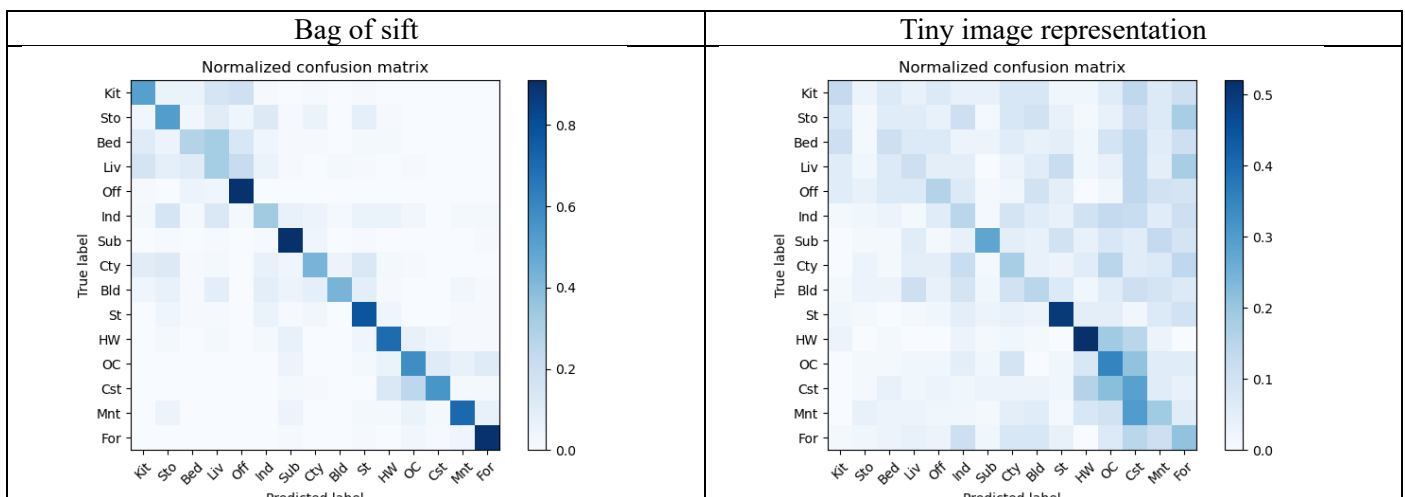 Bag of sift
Tiny image representation
Normalized confusion matrix
Kit
Sto
Bed
Liv
Off
Ind
Sub
Cty
Bld
St
HW
OC
Cst
Mnt
For
True label
Kit Sto Bed Liv Off Ind Sub Cty Bld St HW OC Cst Mnt For
Predicted label
0.8
0.6
0.4
0.2
0.0
Normalized confusion matrix
Kit
Sto
Bed
Liv
Off
Ind
Sub
Cty
Bld
St
HW
OC
Cst
Mnt
For
True label
Kit Sto Bed Liv Off Ind Sub Cty Bld St HW OC Cst Mnt For
Predicted label
0.5
0.4
0.3
0.2
0.1
0.0